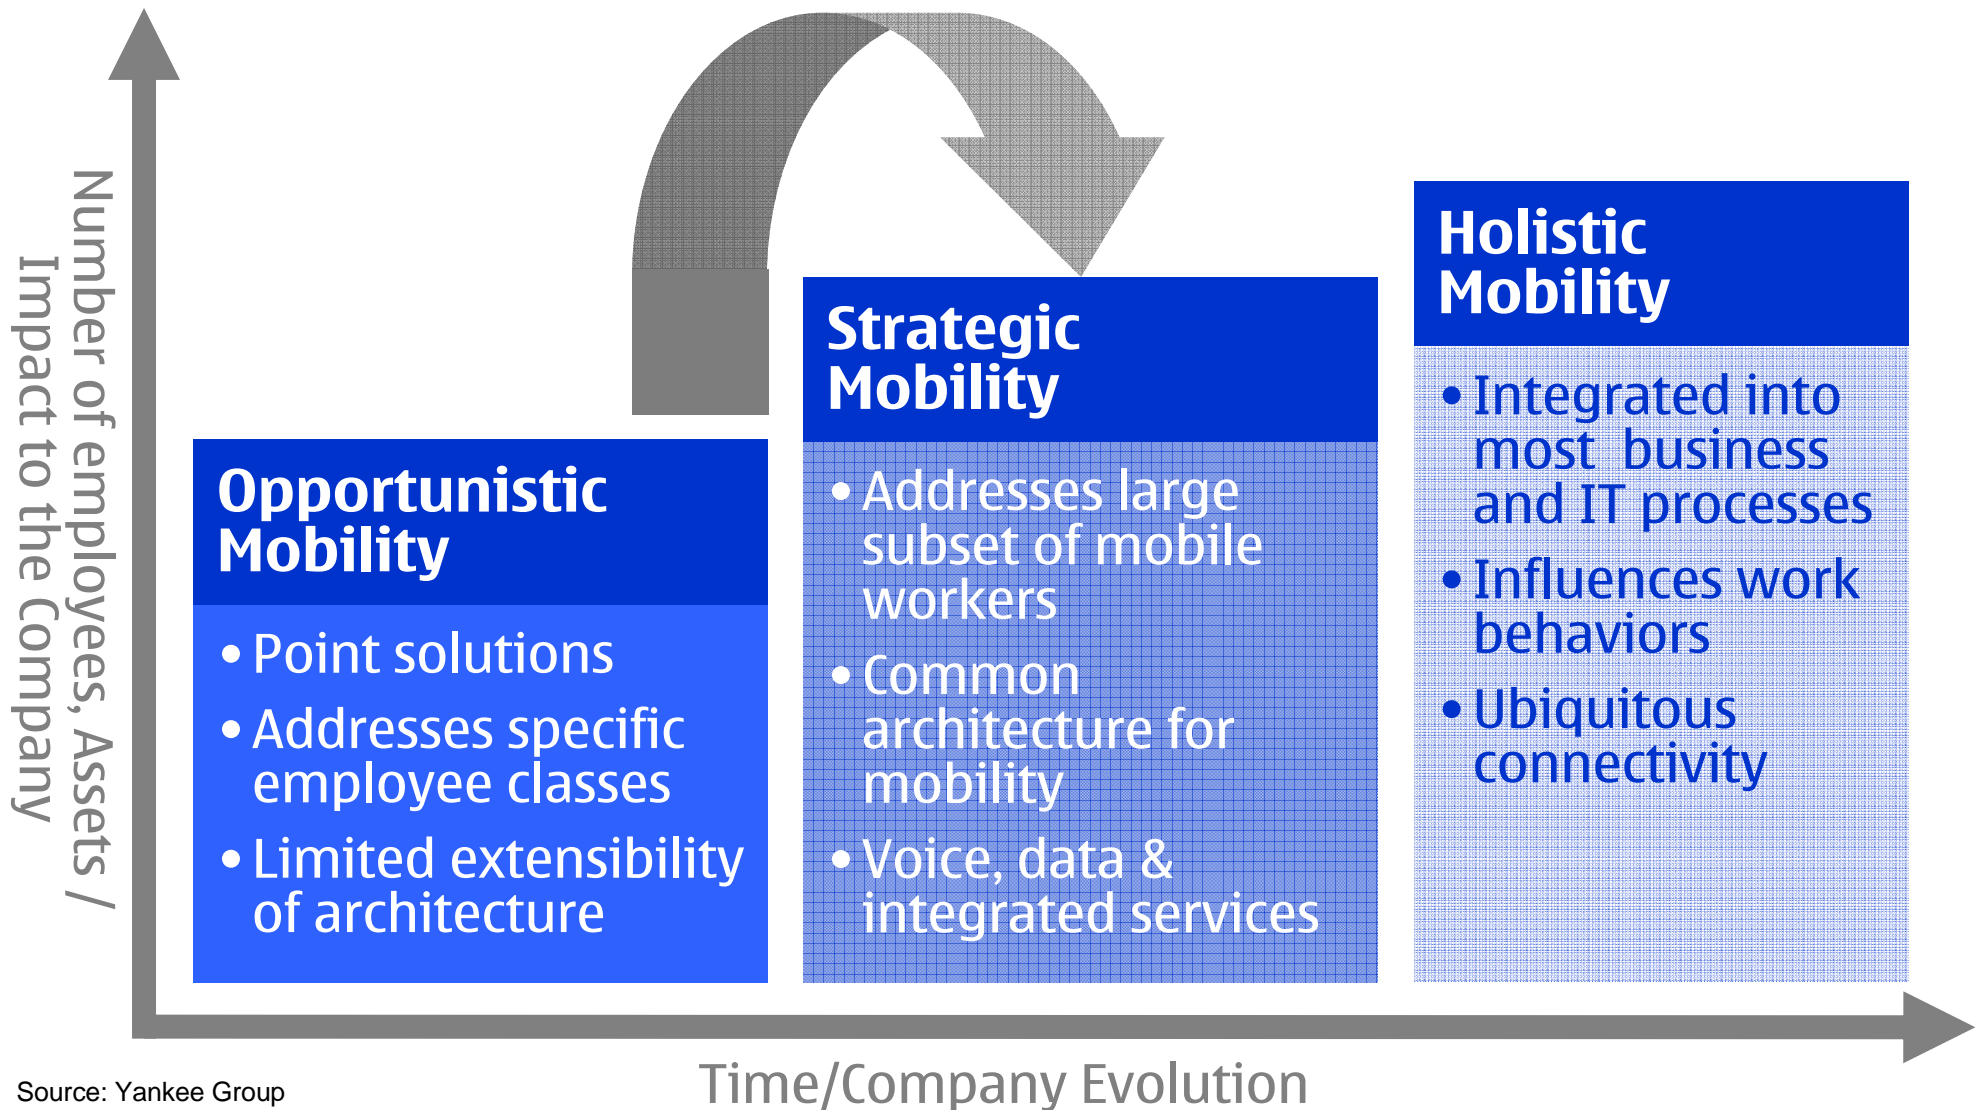 Number of employees, Assets /
Impact to the Company
Opportunistic
Mobility
• Point solutions
• Addresses specific
employee classes
• Limited extensibility
of architecture
Strategic
Mobility
• Addresses large
subset of mobile
workers
• Common
architecture for
mobility
• Voice, data &
integrated services
Holistic
Mobility
• Integrated into
most business
and IT processes
• Influences work
behaviors
• Ubiquitous
connectivity
Time/Company Evolution
Source: Yankee Group